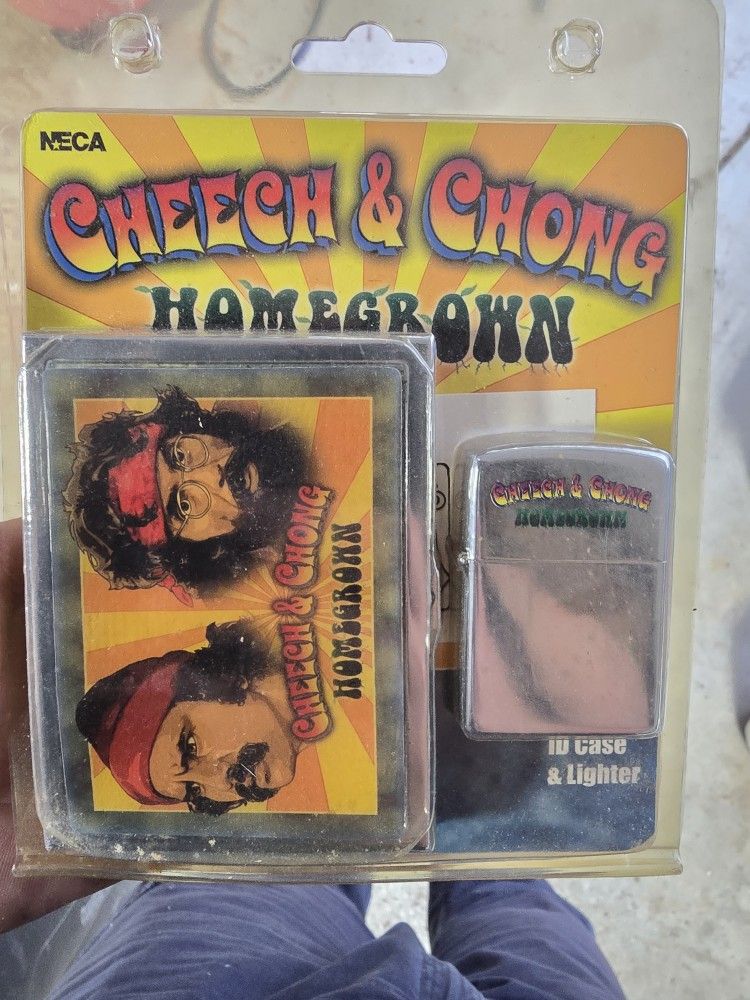 NECA
CHEECH & CHONG
HOMEGROWN
CHEECH & CHONG
HOMEGROWN
CHEECH & CHONG
HOMEGROWN
ID Case
& Lighter